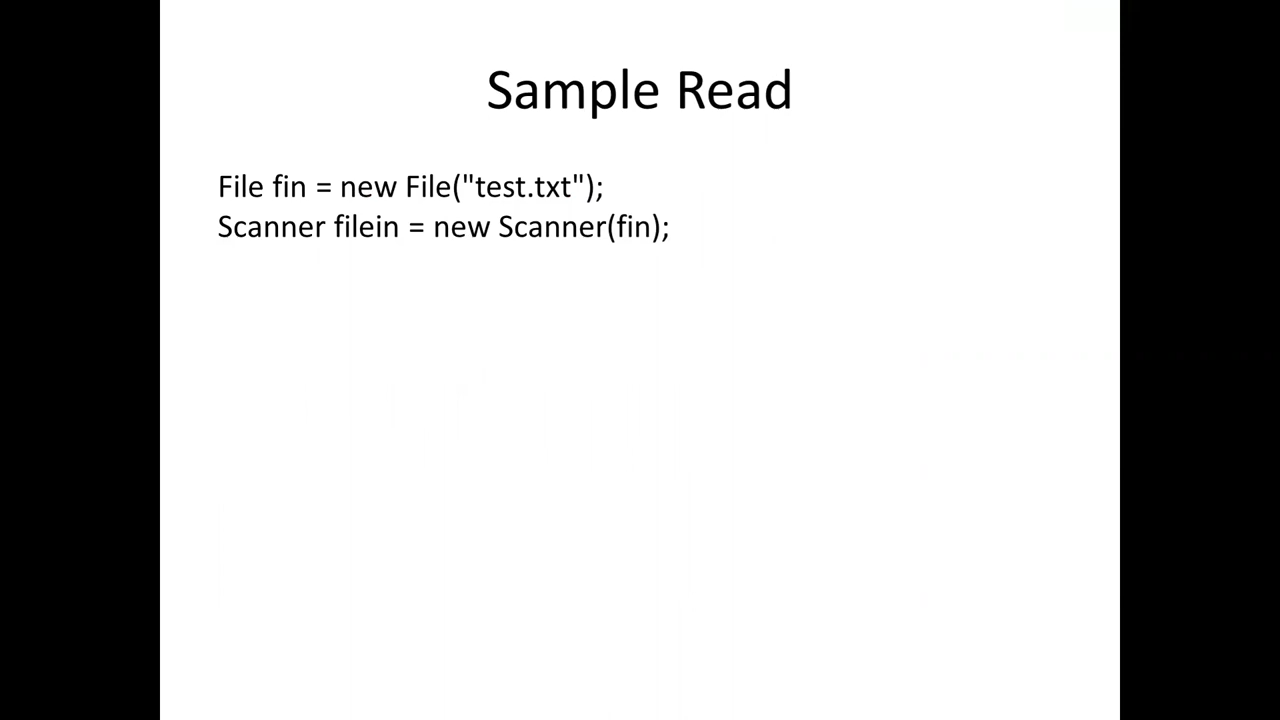 Sample Read
File fin = new File("test.txt");
Scanner filein = new Scanner(fin);